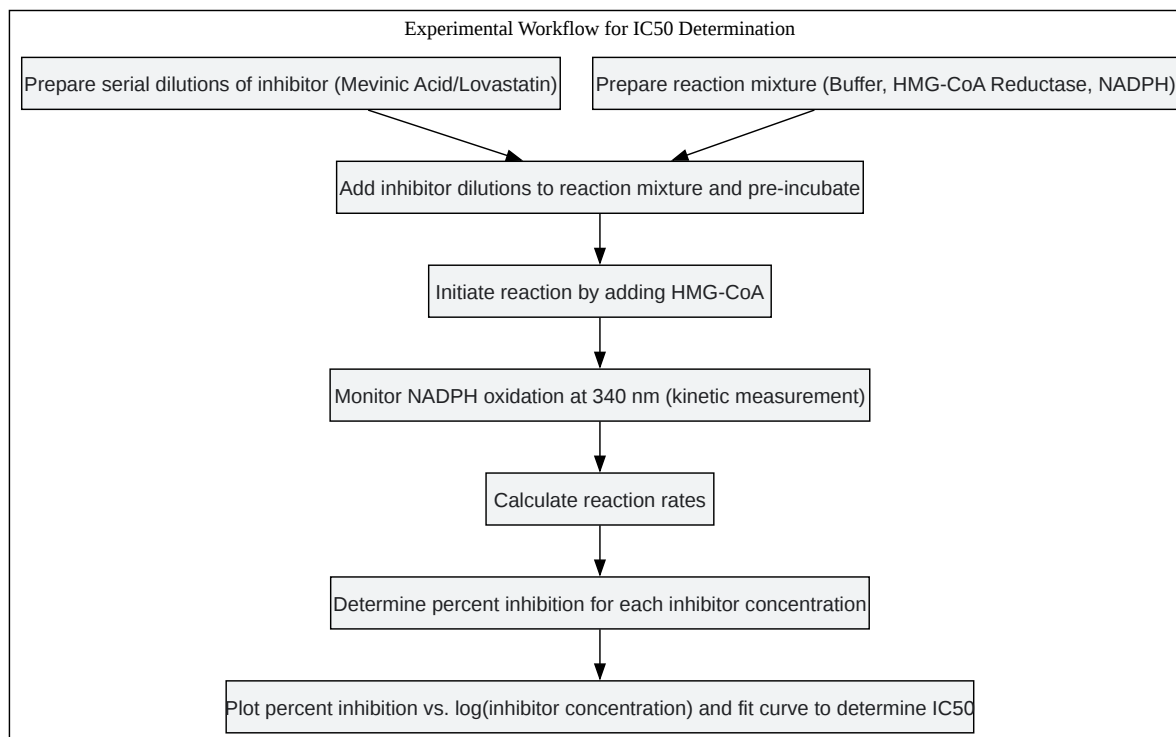 Experimental Workflow for IC50 Determination
Prepare serial dilutions of inhibitor (Mevinic Acid/Lovastatin)
Prepare reaction mixture (Buffer, HMG-CoA Reductase, NADPH)
Add inhibitor dilutions to reaction mixture and pre-incubate
Initiate reaction by adding HMG-CoA
Monitor NADPH oxidation at 340 nm (kinetic measurement)
Calculate reaction rates
Determine percent inhibition for each inhibitor concentration
Plot percent inhibition vs. log(inhibitor concentration) and fit curve to determine IC50